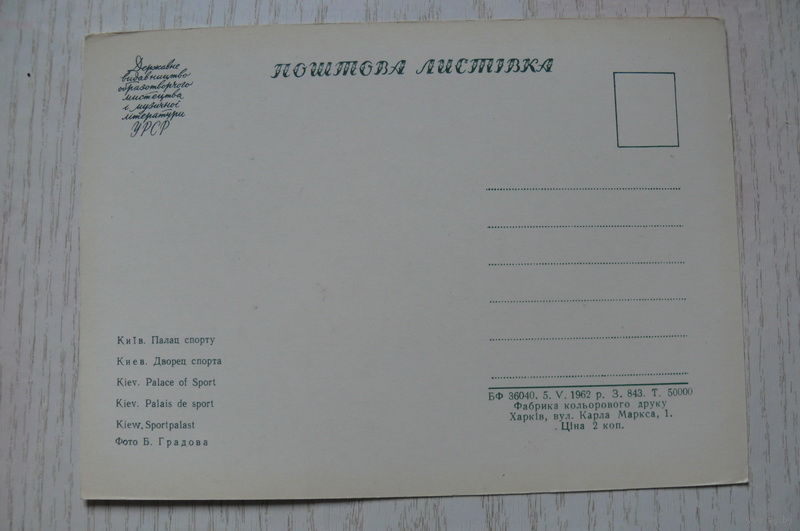 Державне
видавництво
образотворчого
мистецтва
і музичної
літератури
УРСР
ПОШТОВА ЛИСТІВКА
Київ. Палац спорту
Киев. Дворец спорта
Kiev. Palace of Sport
Kiev. Palais de sport
Kiew. Sportpalast
Фото Б. Градова
БФ 36040. 5. V. 1962 р. З. 843. Т. 50000
Фабрика кольорового друку
Харків, вул. Карла Маркса, 1.
Ціна 2 коп.